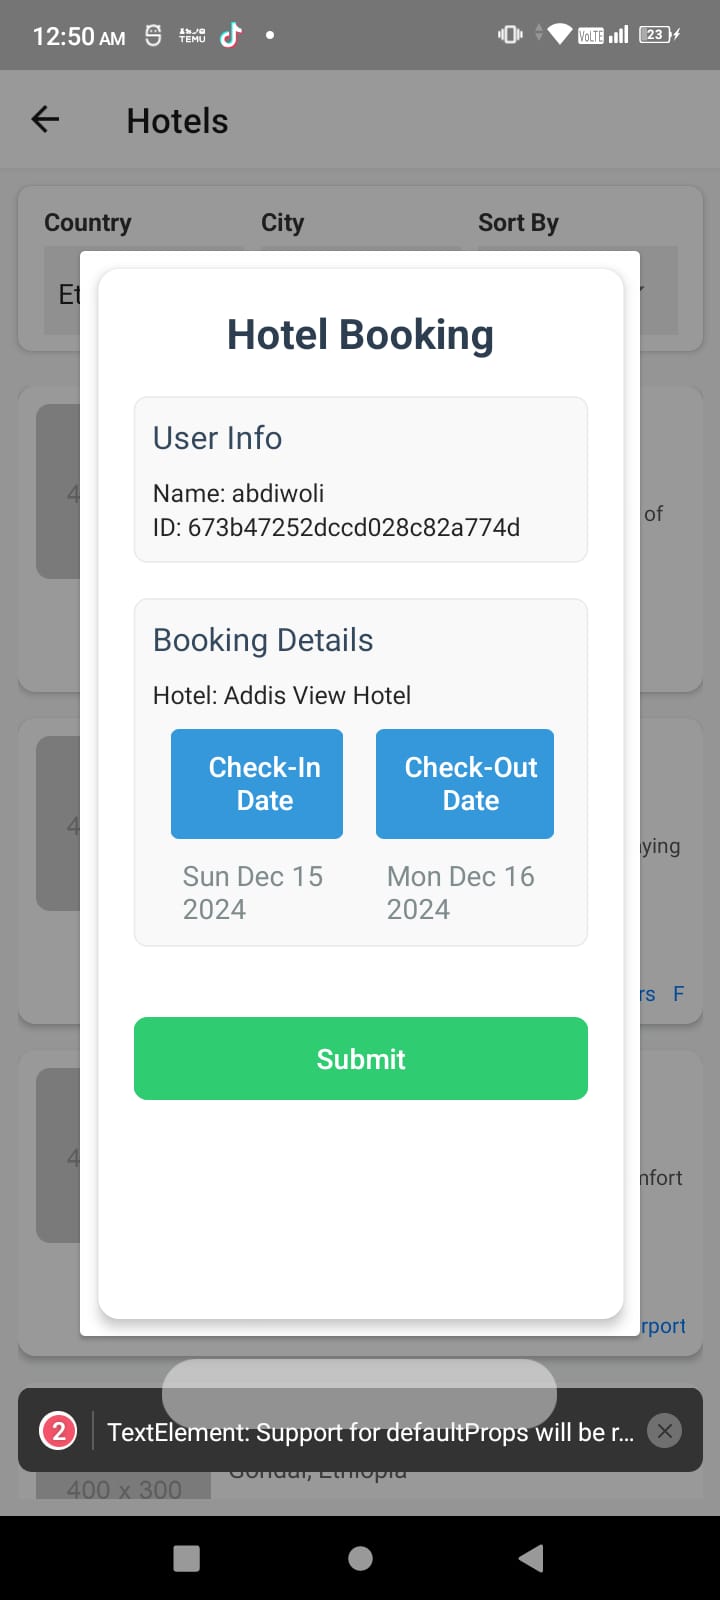 12:50 AM
TEMU
VoLTE
23
Hotels
Country
City
Sort By
Et
Hotel Booking
User Info
Name: abdiwoli
ID: 673b47252dccd028c82a774d
4
of
Booking Details
Hotel: Addis View Hotel
Check-In
Date
Check-Out
Date
4
ying
Sun Dec 15
2024
Mon Dec 16
2024
rs F
Submit
4
fort
rport
2
TextElement: Support for defaultProps will be r...
400 x 300
Gondar, Ethiopia